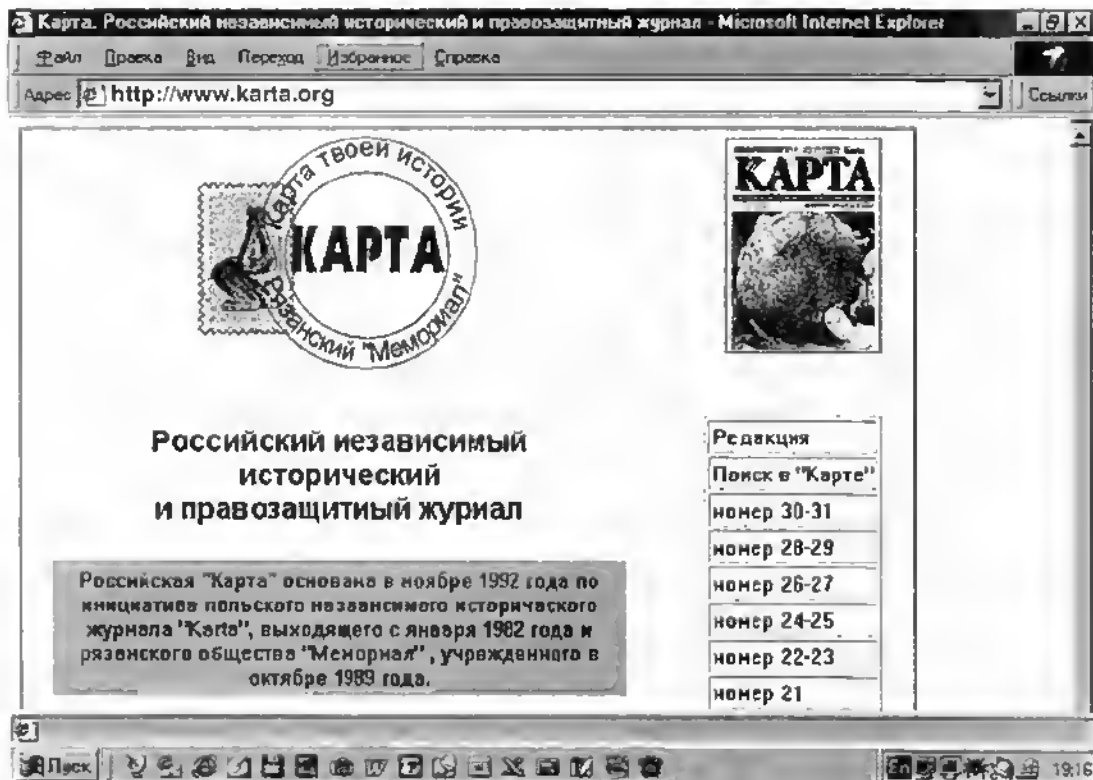 Карта. Российский независимый исторический и правозащитный журнал - Microsoft Internet Explorer
Файл Правка Вид Переход Избранное Справка
Адрес http://www.karta.org Ссылки
Карта твоей истории
КАРТА
Рязанский "Мемориал"
КАРТА
Российский независимый
исторический
и правозащитный журнал
Российская "Карта" основана в ноябре 1992 года по
инициативе польского независимого исторического
журнала "Karta", выходящего с января 1982 года и
рязанского общества "Мемориал", учрежденного в
октябре 1989 года.
Редакция
Поиск в "Карте"
номер 30-31
номер 28-29
номер 26-27
номер 24-25
номер 22-23
номер 21
Пуск En 19:16